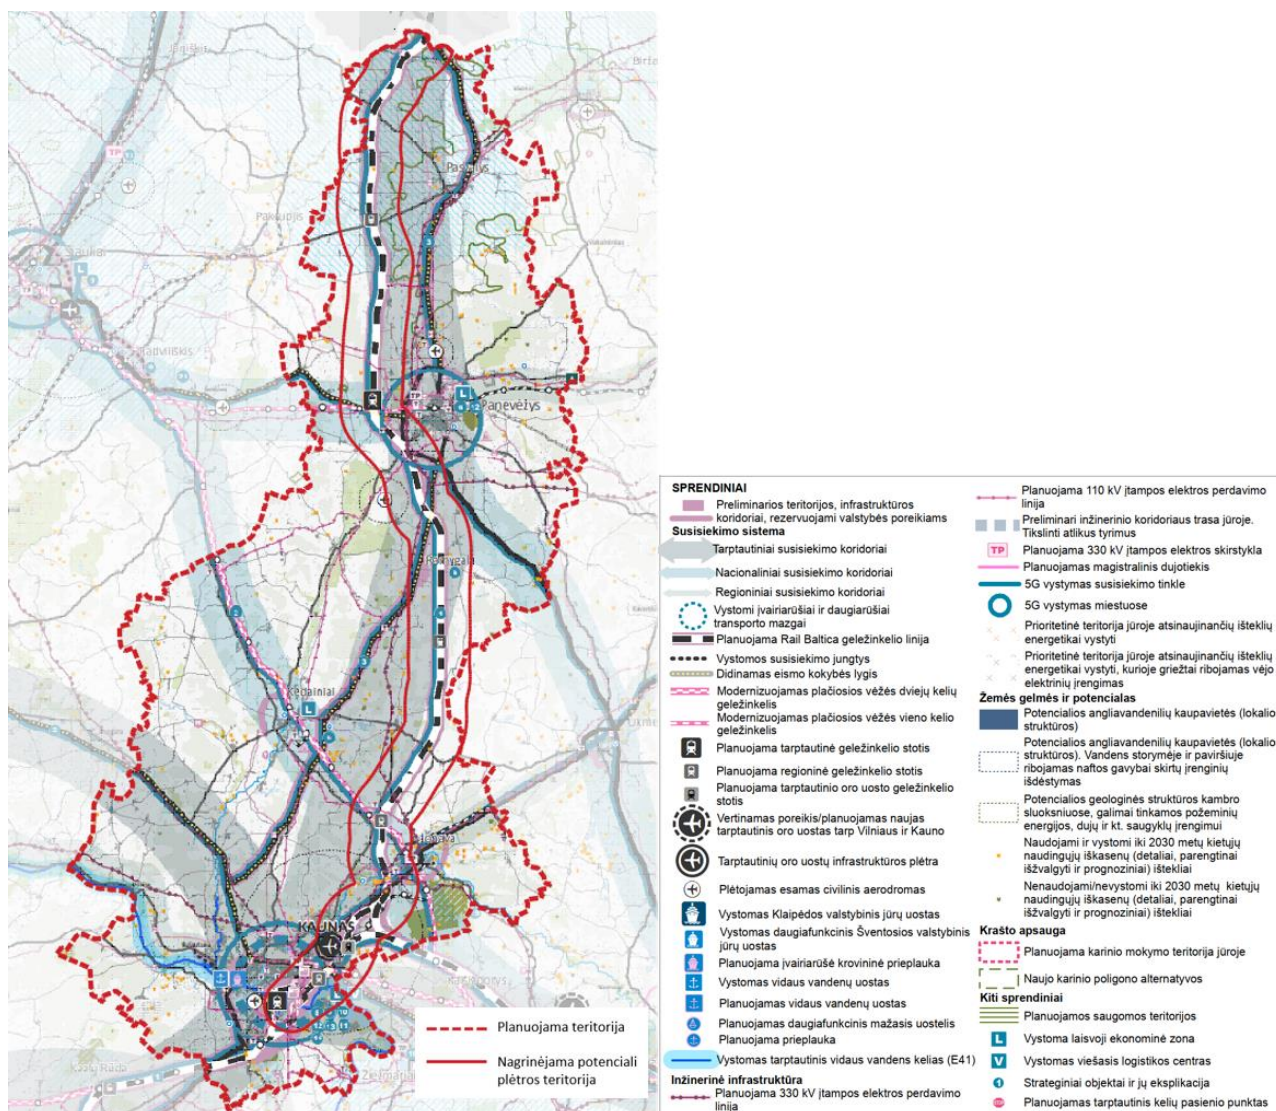 Joniškis
Biržai
Pasvalys
Pakruojis
Radviliškis
TP
L
Panevėžys
Ramygala
Kėdainiai
L
Jonava
KAUNAS
Kazlų Rūda
Planuojama teritorija
Nagrinėjama potenciali
plėtros teritorija
SPRENDINIAI
Preliminarios teritorijos, infrastruktūros
koridoriai, rezervuojami valstybės poreikiams
Susisiekimo sistema
Tarptautiniai susisiekimo koridoriai
Nacionaliniai susisiekimo koridoriai
Regioniniai susisiekimo koridoriai
Vystomi įvairiarūšiai ir daugiarūšiai
transporto mazgai
Planuojama Rail Baltica geležinkelio linija
Vystomos susisiekimo jungtys
Didinamas eismo kokybės lygis
Modernizuojamas plačiosios vėžės dviejų kelių
geležinkelis
Modernizuojamas plačiosios vėžės vieno kelio
geležinkelis
Planuojama tarptautinė geležinkelio stotis
Planuojama regioninė geležinkelio stotis
Planuojama tarptautinio oro uosto geležinkelio
stotis
Vertinamas poreikis/planuojamas naujas
tarptautinis oro uostas tarp Vilniaus ir Kauno
Tarptautinių oro uostų infrastruktūros plėtra
Plėtojamas esamas civilinis aerodromas
Vystomas Klaipėdos valstybinis jūrų uostas
Vystomas daugiafunkcinis Šventosios valstybinis
jūrų uostas
Planuojama įvairiarūšė krovininė prieplauka
Vystomas vidaus vandenų uostas
Planuojamas vidaus vandenų uostas
Planuojamas daugiafunkcinis mažasis uostelis
Planuojama prieplauka
Vystomas tarptautinis vidaus vandens kelias (E41)
Inžinerinė infrastruktūra
Planuojama 330 kV įtampos elektros perdavimo
linija
Planuojama 110 kV įtampos elektros perdavimo
linija
Preliminari inžinerinio koridoriaus trasa jūroje.
Tikslinti atlikus tyrimus
TP Planuojama 330 kV įtampos elektros skirstykla
Planuojamas magistralinis dujotiekis
5G vystymas susisiekimo tinkle
5G vystymas miestuose
Prioritetinė teritorija jūroje atsinaujinančių išteklių
energetikai vystyti
Prioritetinė teritorija jūroje atsinaujinančių išteklių
energetikai vystyti, kurioje griežtai ribojamas vėjo
elektrinių įrengimas
Žemės gelmės ir potencialas
Potencialios angliavandenilių kaupavietės (lokalio
struktūros)
Potencialios angliavandenilių kaupavietės (lokalio
struktūros). Vandens storymėje ir paviršiuje
ribojamas naftos gavybai skirtų įrenginių
išdėstymas
Potencialios geologinės struktūros kambro
sluoksniuose, galimai tinkamos požeminių
energijos, dujų ir kt. saugyklų įrengimui
Naudojami ir vystomi iki 2030 metų kietųjų
naudingųjų iškasenų (detaliai, parengtinai
išžvalgyti ir prognoziniai) ištekliai
Nenaudojami/nevystomi iki 2030 metų kietųjų
naudingųjų iškasenų (detaliai, parengtinai
išžvalgyti ir prognoziniai) ištekliai
Krašto apsauga
Planuojama karinio mokymo teritorija jūroje
Naujo karinio poligono alternatyvos
Kiti sprendiniai
Planuojamos saugomos teritorijos
L Vystoma laisvoji ekonominė zona
V Vystomas viešasis logistikos centras
1 Strateginiai objektai ir jų eksplikacija
Planuojamas tarptautinis kelių pasienio punktas